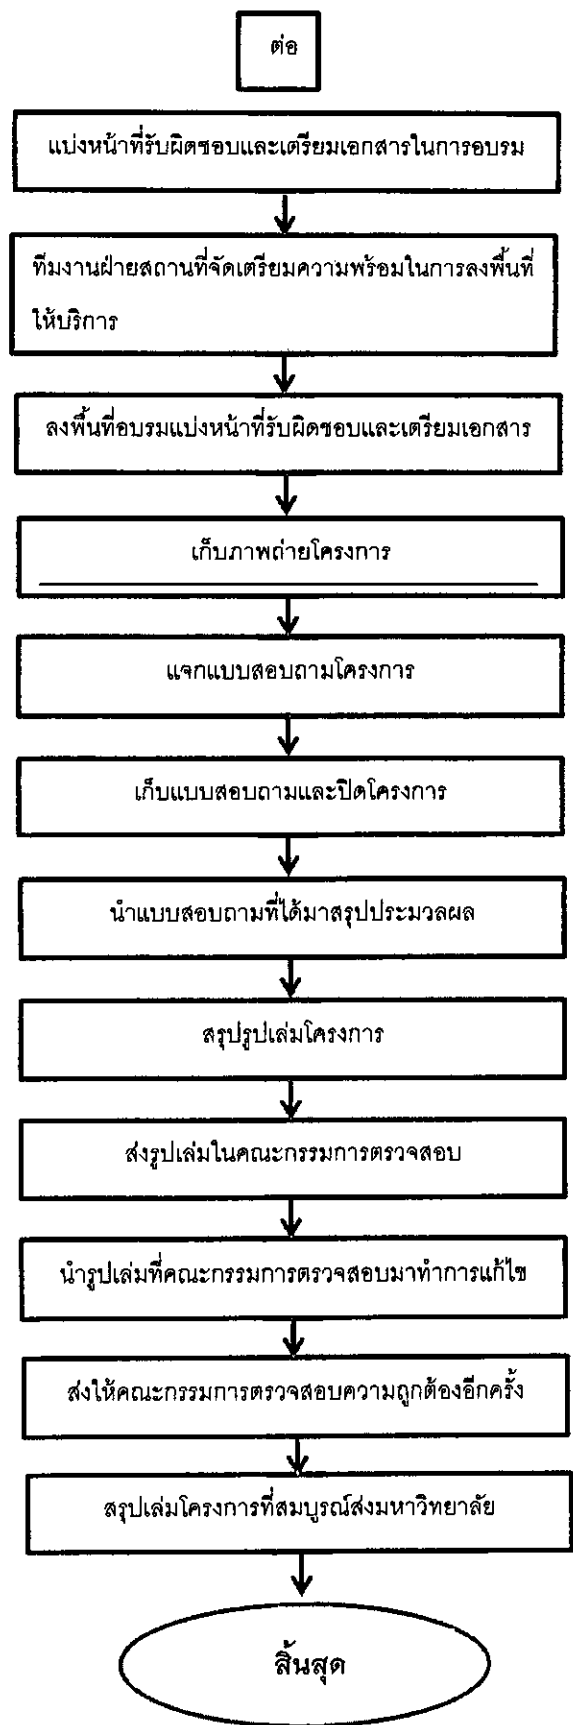 ต่อ
แบ่งหน้าที่รับผิดชอบและเตรียมเอกสารในการอบรม
ทีมงานฝ่ายสถานที่จัดเตรียมความพร้อมในการลงพื้นที่
ให้บริการ
ลงพื้นที่อบรมแบ่งหน้าที่รับผิดชอบและเตรียมเอกสาร
เก็บภาพถ่ายโครงการ
แจกแบบสอบถามโครงการ
เก็บแบบสอบถามและปิดโครงการ
นำแบบสอบถามที่ได้มาสรุปประมวลผล
สรุปรูปเล่มโครงการ
ส่งรูปเล่มในคณะกรรมการตรวจสอบ
นำรูปเล่มที่คณะกรรมการตรวจสอบมาทำการแก้ไข
ส่งให้คณะกรรมการตรวจสอบความถูกต้องอีกครั้ง
สรุปเล่มโครงการที่สมบูรณ์ส่งมหาวิทยาลัย
สิ้นสุด